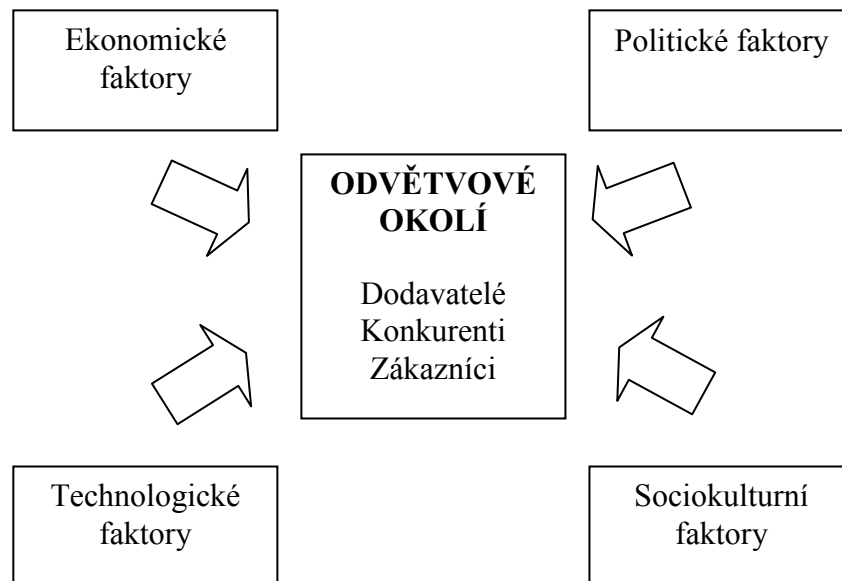 Ekonomické
faktory
Politické faktory
ODVĚTVOVÉ
OKOLÍ
Dodavatelé
Konkurenti
Zákazníci
Technologické
faktory
Sociokulturní
faktory